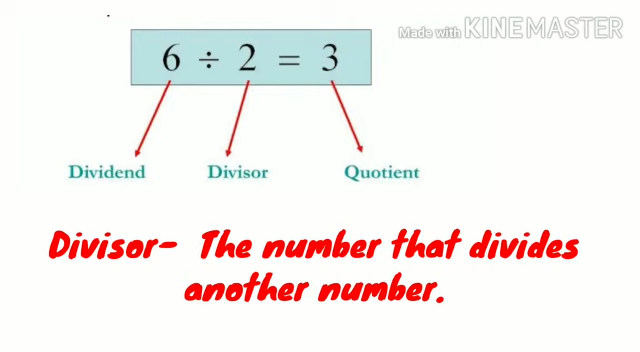 Made with KINEMASTER
6 ÷ 2 = 3
Dividend Divisor Quotient
Divisor- The number that divides
another number.